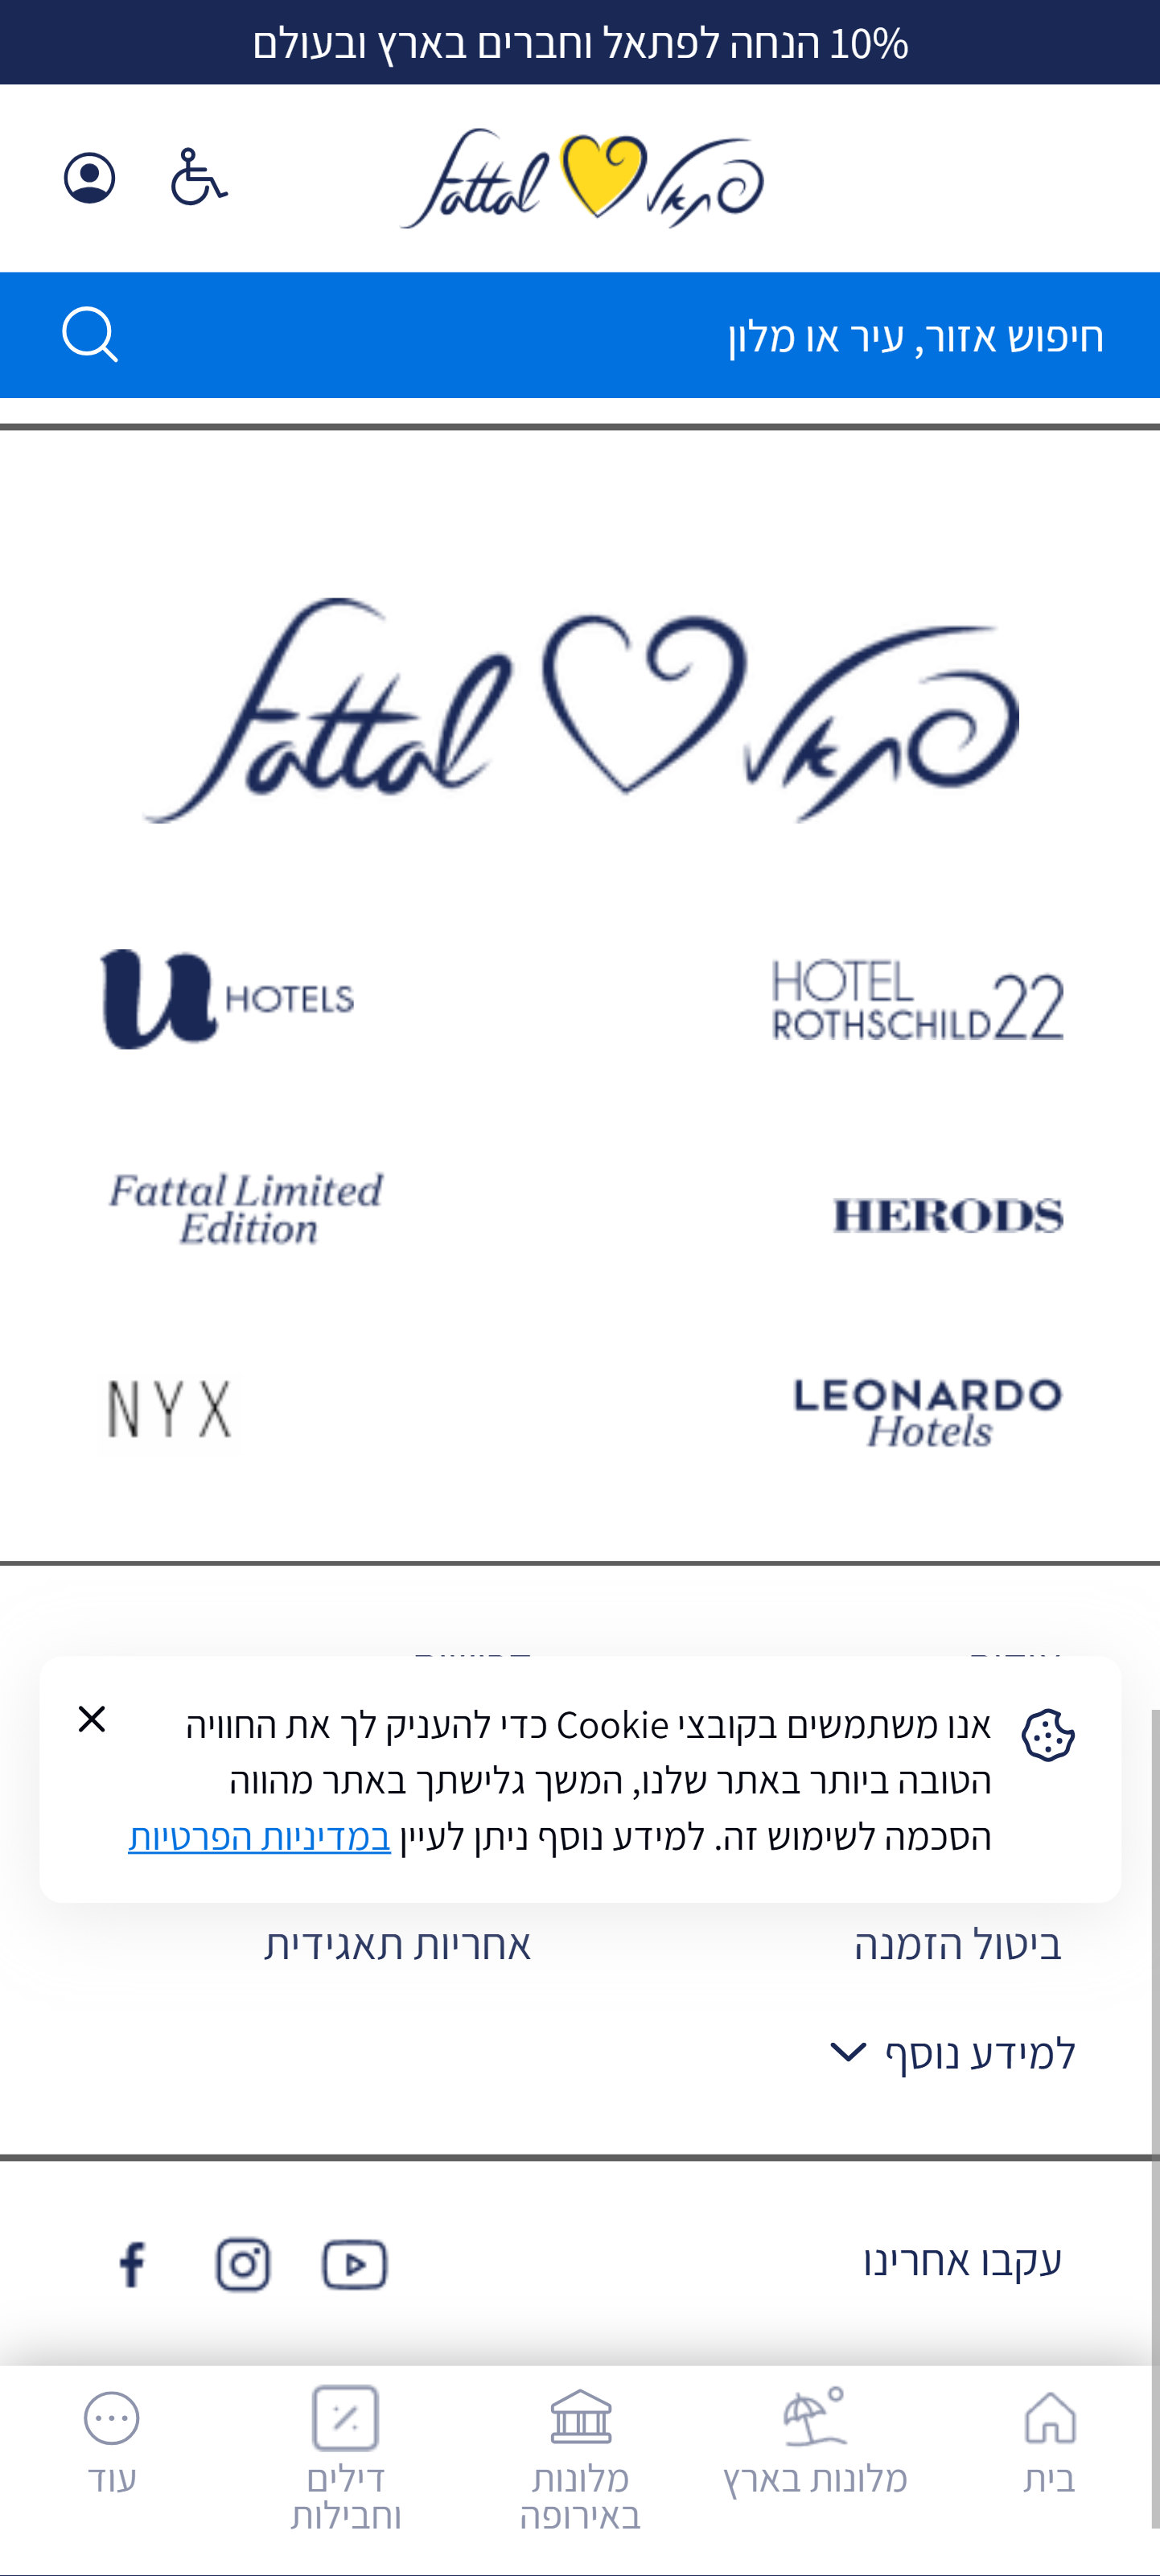 10% הנחה לפתאל וחברים בארץ ובעולם
פתאל fattal
חיפוש אזור, עיר או מלון
פתאל fattal
HOTEL ROTHSCHILD 22
u HOTELS
HERODS
Fattal Limited
Edition
LEONARDO
Hotels
NYX
אנו משתמשים בקובצי Cookie כדי להעניק לך את החוויה
הטובה ביותר באתר שלנו, המשך גלישתך באתר מהווה
הסכמה לשימוש זה. למידע נוסף ניתן לעיין במדיניות הפרטיות
ביטול הזמנה
אחריות תאגידית
למידע נוסף
עקבו אחרינו
בית
מלונות בארץ
מלונות
באירופה
דילים
וחבילות
עוד